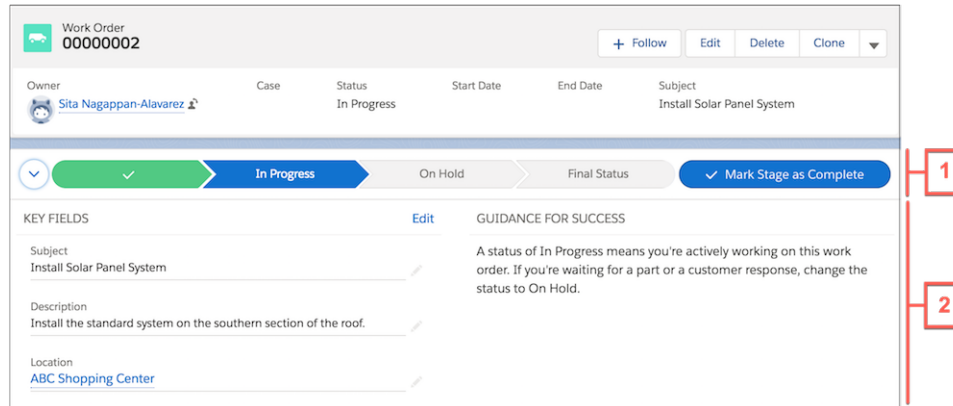 Work Order
00000002
+ Follow
Edit
Delete
Clone
Owner
Case
Status
Start Date
End Date
Subject
Sita Nagappan-Alavarez
In Progress
Install Solar Panel System
In Progress
On Hold
Final Status
Mark Stage as Complete
1
KEY FIELDS
Edit
Subject
Install Solar Panel System
Description
Install the standard system on the southern section of the roof.
Location
ABC Shopping Center
GUIDANCE FOR SUCCESS
A status of In Progress means you're actively working on this work
order. If you're waiting for a part or a customer response, change the
status to On Hold.
2